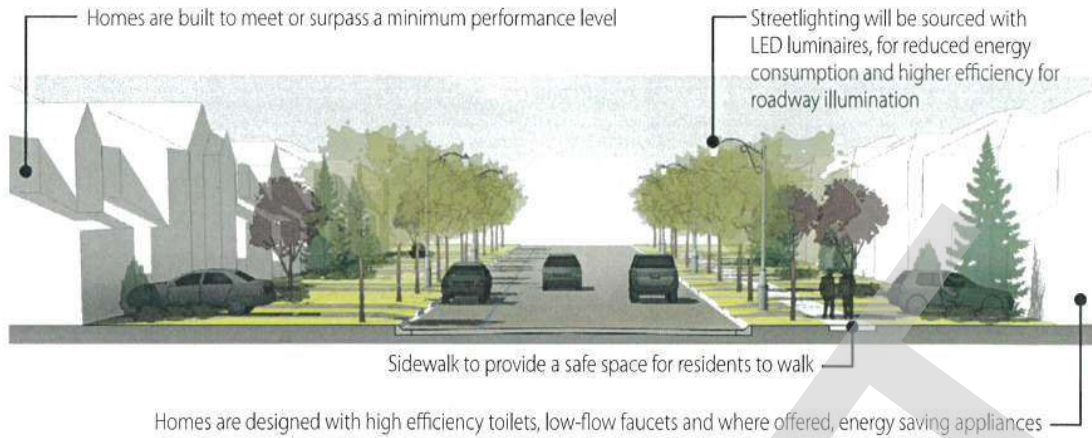 Homes are built to meet or surpass a minimum performance level
Streetlighting will be sourced with
LED luminaires, for reduced energy
consumption and higher efficiency for
roadway illumination
Sidewalk to provide a safe space for residents to walk
Homes are designed with high efficiency toilets, low-flow faucets and where offered, energy saving appliances